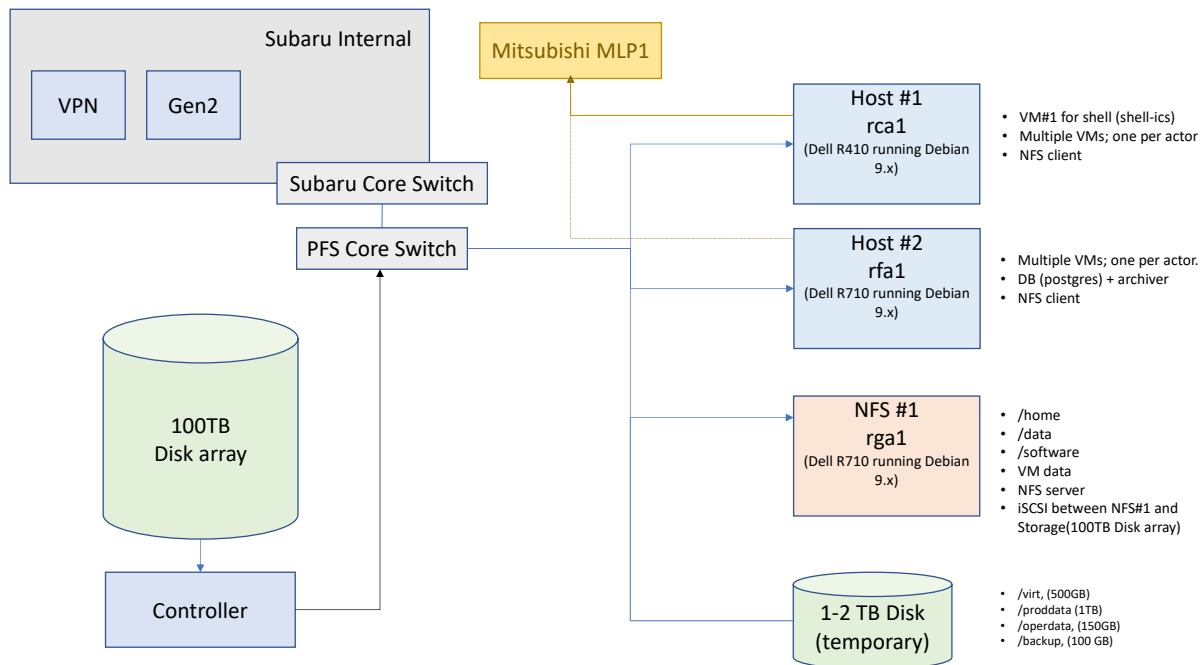 Subaru Internal
VPN
Gen2
Subaru Core Switch
PFS Core Switch
100TB
Disk array
Controller
Mitsubishi MLP1
Host #1
rca1
(Dell R410 running Debian
9.x)
• VM#1 for shell (shell-ics)
• Multiple VMs; one per actor
• NFS client
Host #2
rfa1
(Dell R710 running Debian
9.x)
• Multiple VMs; one per actor.
• DB (postgres) + archiver
• NFS client
NFS #1
rga1
(Dell R710 running Debian
9.x)
• /home
• /data
• /software
• VM data
• NFS server
• iSCSI between NFS#1 and
Storage(100TB Disk array)
1-2 TB Disk
(temporary)
• /virt, (500GB)
• /proddata (1TB)
• /operdata, (150GB)
• /backup, (100 GB)